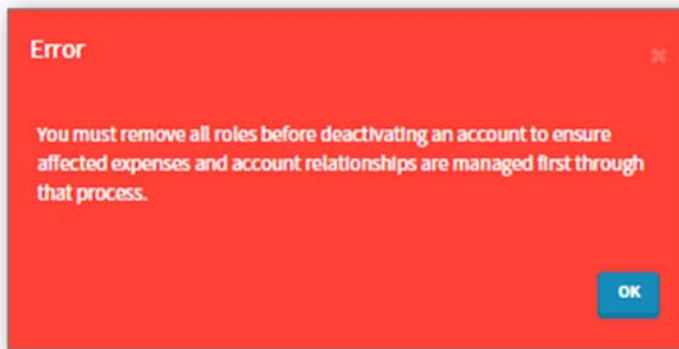 Error
You must remove all roles before deactivating an account to ensure
affected expenses and account relationships are managed first through
that process.
OK